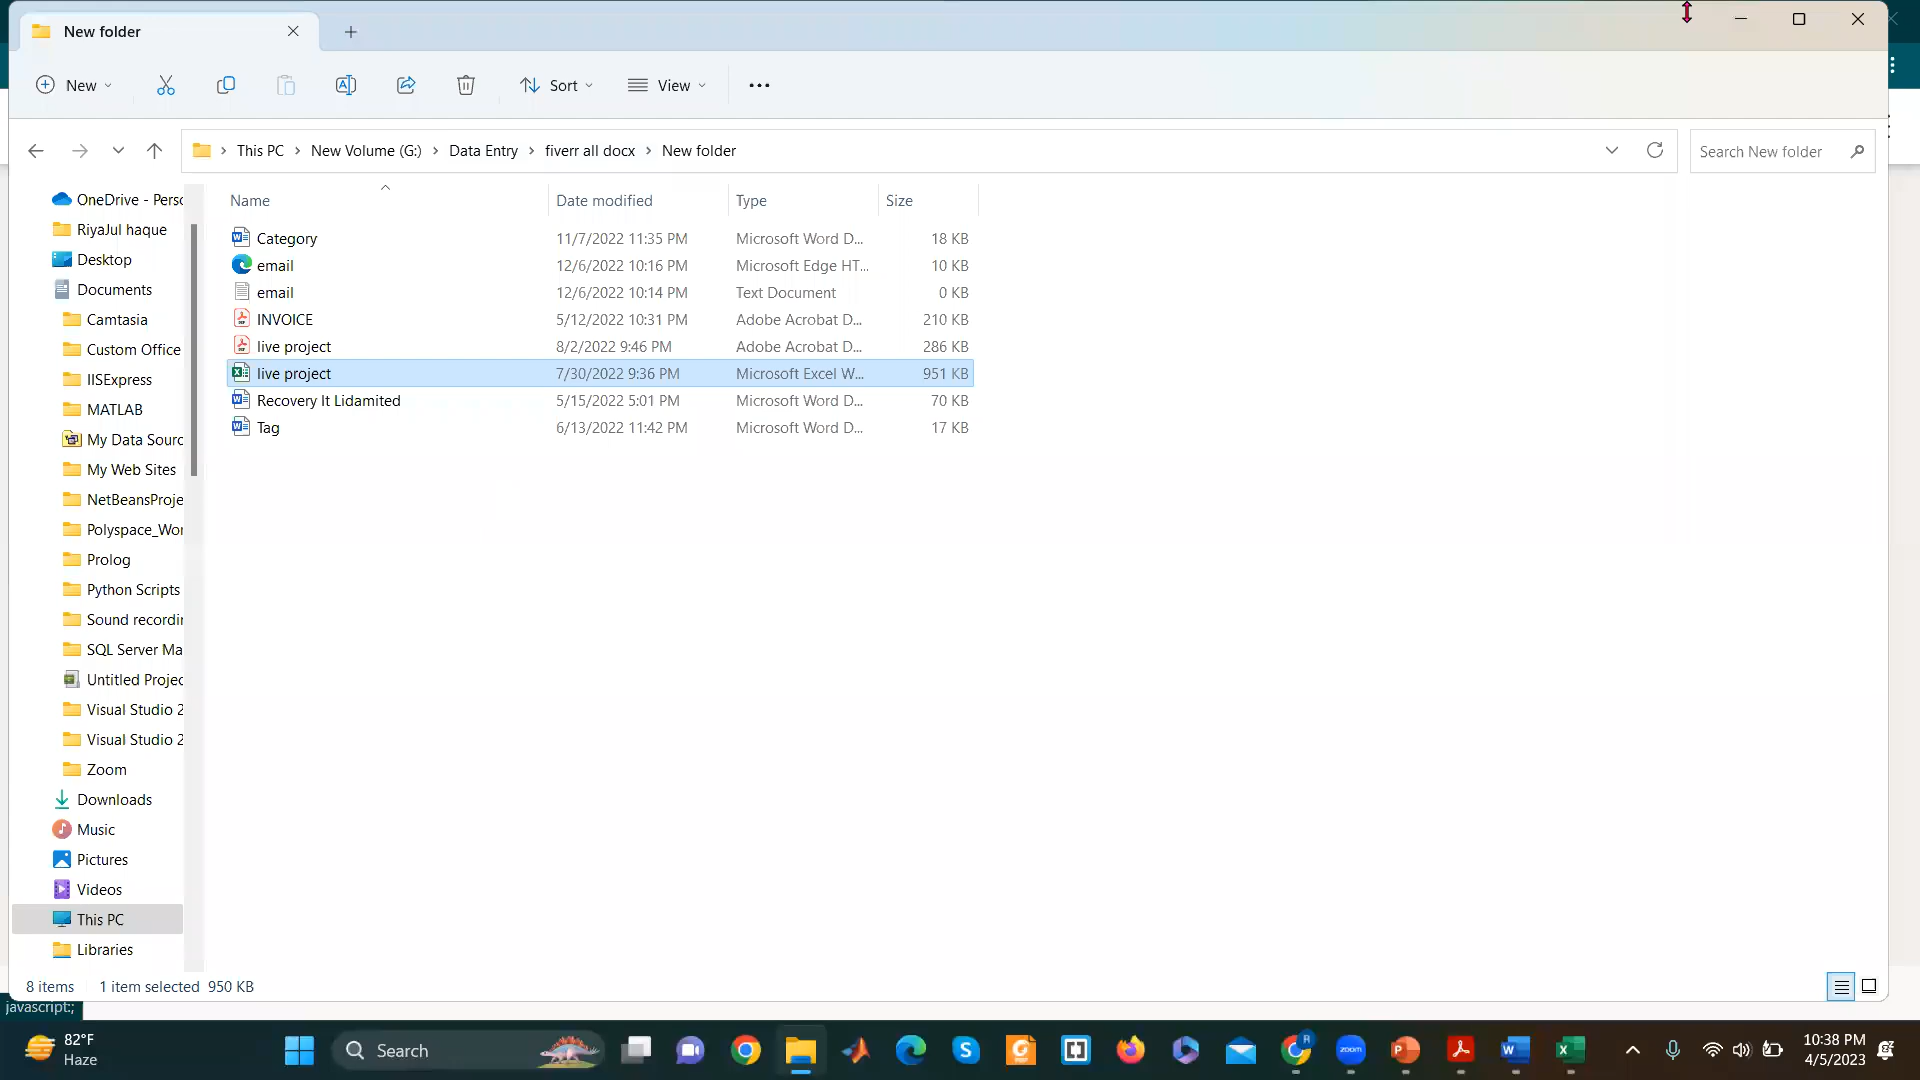 New folder
New
Sort
View
This PC
New Volume (G:)
Data Entry
fiverr all docx
New folder
Search New folder
Name
Date modified
Type
Size
Category
11/7/2022 11:35 PM
Microsoft Word D...
18 KB
email
12/6/2022 10:16 PM
Microsoft Edge HT...
10 KB
email
12/6/2022 10:14 PM
Text Document
0 KB
INVOICE
5/12/2022 10:31 PM
Adobe Acrobat D...
210 KB
live project
8/2/2022 9:46 PM
Adobe Acrobat D...
286 KB
live project
7/30/2022 9:36 PM
Microsoft Excel W...
951 KB
Recovery It Lidamited
5/15/2022 5:01 PM
Microsoft Word D...
70 KB
Tag
6/13/2022 11:42 PM
Microsoft Word D...
17 KB
OneDrive - Perso
RiyaJul haque
Desktop
Documents
Camtasia
Custom Office
IISExpress
MATLAB
My Data Sourc
My Web Sites
NetBeansProje
Polyspace_Wor
Prolog
Python Scripts
Sound recordin
SQL Server Ma
Untitled Projec
Visual Studio 2
Visual Studio 2
Zoom
Downloads
Music
Pictures
Videos
This PC
Libraries
8 items
1 item selected 950 KB
javascript:;
82°F
Haze
Search
zoom
10:38 PM
4/5/2023